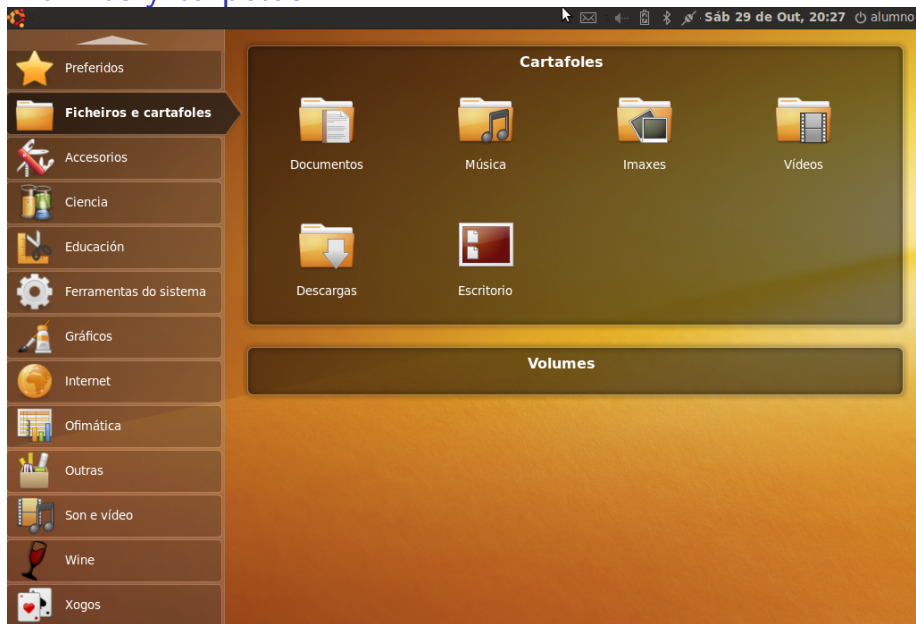 Sáb 29 de Out, 20:27 alumno
Preferidos
Ficheiros e cartafoles
Accesorios
Ciencia
Educación
Ferramentas do sistema
Gráficos
Internet
Ofimática
Outras
Son e vídeo
Wine
Xogos
Cartafoles
Documentos
Música
Imaxes
Vídeos
Descargas
Escritorio
Volumes